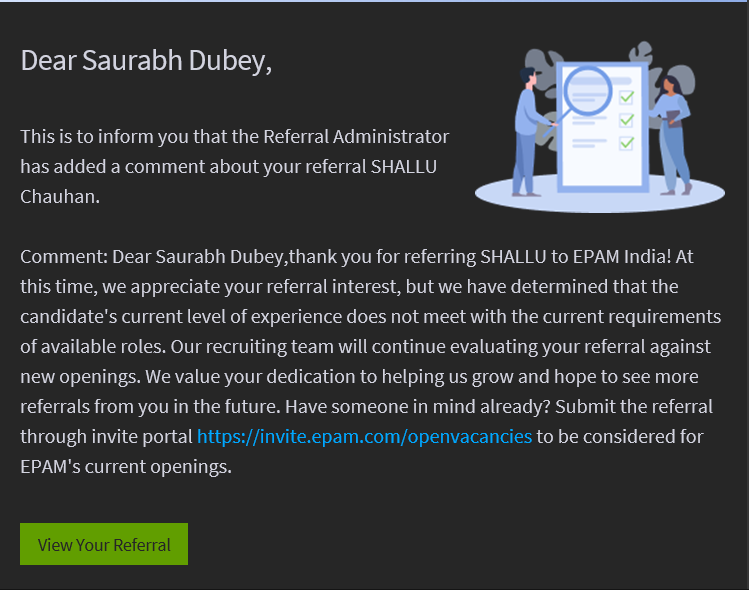 Dear Saurabh Dubey,
This is to inform you that the Referral Administrator
has added a comment about your referral SHALLU
Chauhan.
Comment: Dear Saurabh Dubey,thank you for referring SHALLU to EPAM India! At
this time, we appreciate your referral interest, but we have determined that the
candidate's current level of experience does not meet with the current requirements
of available roles. Our recruiting team will continue evaluating your referral against
new openings. We value your dedication to helping us grow and hope to see more
referrals from you in the future. Have someone in mind already? Submit the referral
through invite portal https://invite.epam.com/openvacancies to be considered for
EPAM's current openings.
View Your Referral